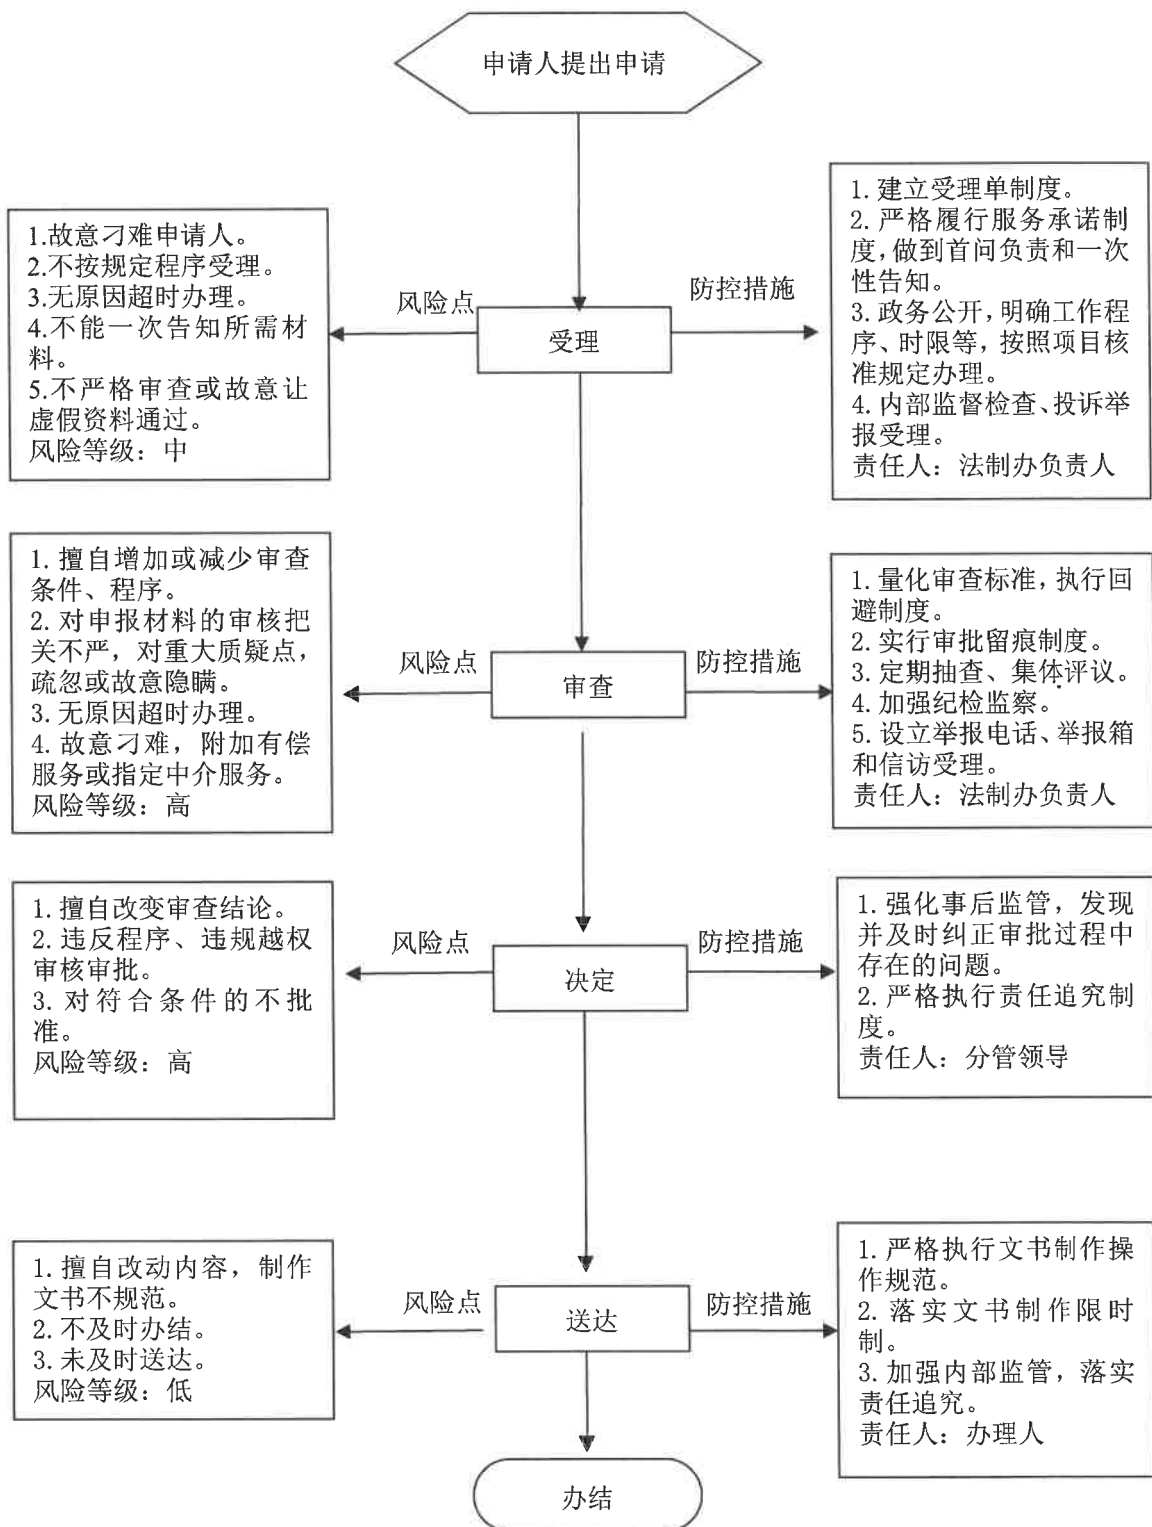 申请人提出申请
1.故意刁难申请人。
2.不按规定程序受理。
3.无原因超时办理。
4.不能一次告知所需材
料。
5.不严格审查或故意让
虚假资料通过。
风险等级：中
风险点
受理
防控措施
1. 建立受理单制度。
2. 严格履行服务承诺制
度，做到首问负责和一次
性告知。
3. 政务公开，明确工作程
序、时限等，按照项目核
准规定办理。
4. 内部监督检查、投诉举
报受理。
责任人：法制办负责人
1. 擅自增加或减少审查
条件、程序。
2. 对申报材料的审核把
关不严，对重大质疑点，
疏忽或故意隐瞒。
3. 无原因超时办理。
4. 故意刁难，附加有偿
服务或指定中介服务。
风险等级：高
风险点
审查
防控措施
1. 量化审查标准，执行回
避制度。
2. 实行审批留痕制度。
3. 定期抽查、集体评议。
4. 加强纪检监察。
5. 设立举报电话、举报箱
和信访受理。
责任人：法制办负责人
1. 擅自改变审查结论。
2. 违反程序、违规越权
审核审批。
3. 对符合条件的不批
准。
风险等级：高
风险点
决定
防控措施
1. 强化事后监管，发现
并及时纠正审批过程中
存在的问题。
2. 严格执行责任追究制
度。
责任人：分管领导
1. 擅自改动内容，制作
文书不规范。
2. 不及时办结。
3. 未及时送达。
风险等级：低
风险点
送达
防控措施
1. 严格执行文书制作操
作规范。
2. 落实文书制作限时
制。
3. 加强内部监管，落实
责任追究。
责任人：办理人
办结